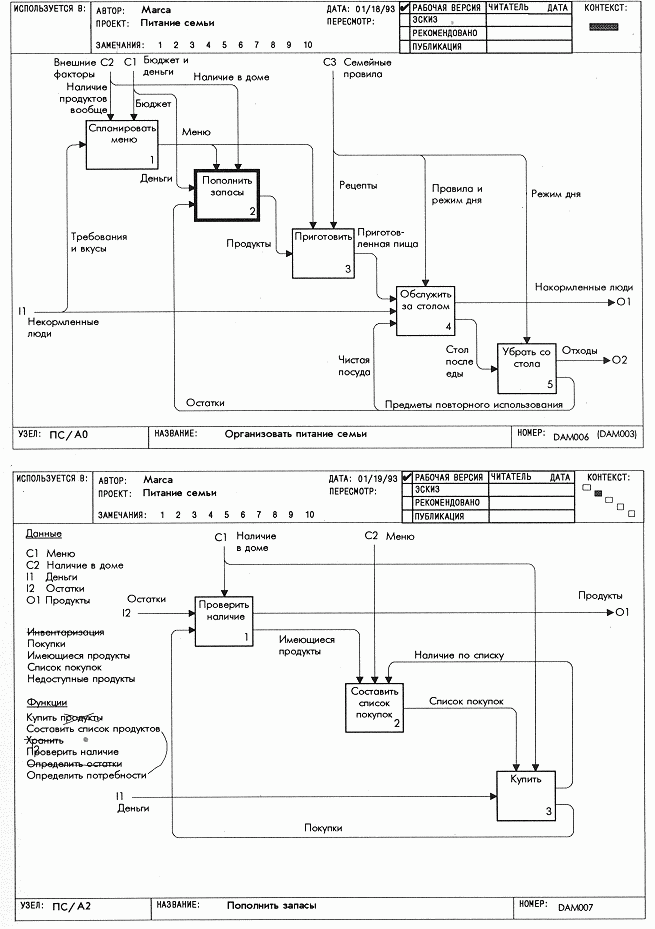 ИСПОЛЬЗУЕТСЯ В:
АВТОР: Marca
ДАТА: 01/18/93
РАБОЧАЯ ВЕРСИЯ
ЧИТАТЕЛЬ ДАТА
КОНТЕКСТ:
ПРОЕКТ: Питание семьи
ПЕРЕСМОТР:
ЭСКИЗ
РЕКОМЕНДОВАНО
ЗАМЕЧАНИЯ: 1 2 3 4 5 6 7 8 9 10
ПУБЛИКАЦИЯ
Внешние
факторы
C2
C1
Бюджет и
деньги
Наличие в доме
C3
Семейные
правила
Наличие
продуктов
вообще
Бюджет
Спланировать
меню
1
Меню
Деньги
Пополнить
запасы
2
Рецепты
Правила и
режим дня
Режим дня
Требования
и вкусы
Продукты
Приготовить
3
Приготов-
ленная пища
I1
Некормленные
люди
Обслужить
за столом
4
Накормленные люди
O1
Чистая
посуда
Стол
после
еды
Убрать со
стола
5
Отходы
O2
Остатки
Предметы повторного использования
УЗЕЛ: ПС/A0
НАЗВАНИЕ: Организовать питание семьи
НОМЕР: DAM006 (DAM003)
ИСПОЛЬЗУЕТСЯ В:
АВТОР: Marca
ДАТА: 01/19/93
РАБОЧАЯ ВЕРСИЯ
ЧИТАТЕЛЬ ДАТА
КОНТЕКСТ:
ПРОЕКТ: Питание семьи
ПЕРЕСМОТР:
ЭСКИЗ
РЕКОМЕНДОВАНО
ЗАМЕЧАНИЯ: 1 2 3 4 5 6 7 8 9 10
ПУБЛИКАЦИЯ
Данные
C1 Меню
C2 Наличие в доме
I1 Деньги
I2 Остатки
O1 Продукты
Инвентаризация
Покупки
Имеющиеся продукты
Список покупок
Недоступные продукты
Функции
Купить продукты
Составить список продуктов
Хранить
Проверить наличие
Определить остатки
Определить потребности
C1
Наличие
в доме
C2 Меню
Остатки
I2
Проверить
наличие
1
Продукты
O1
Имеющиеся
продукты
Наличие по списку
Составить
список
покупок
2
Список покупок
Купить
3
I1
Деньги
Покупки
УЗЕЛ: ПС/A2
НАЗВАНИЕ: Пополнить запасы
НОМЕР: DAM007